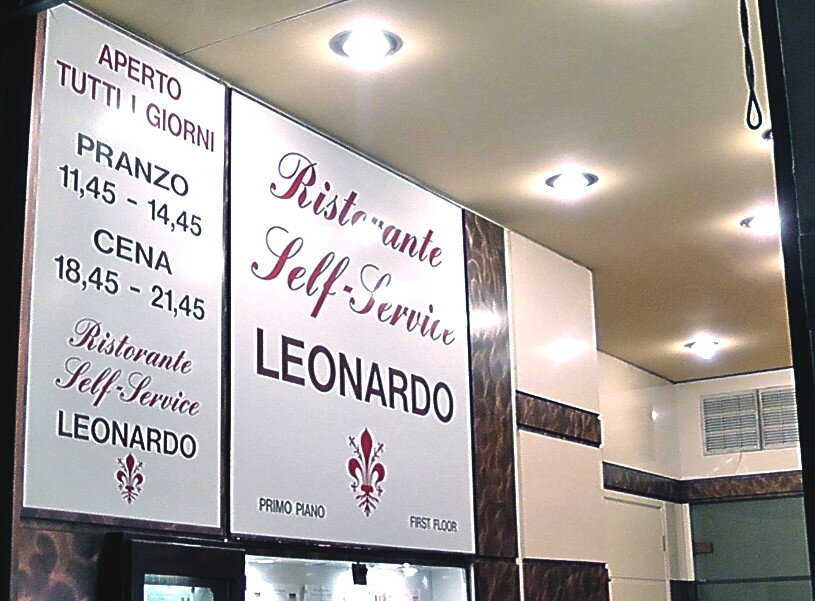 APERTO
TUTTI I GIORNI
PRANZO
11,45 - 14,45
CENA
18,45 - 21,45
Ristorante
Self-Service
LEONARDO
Ristorante
Self-Service
LEONARDO
PRIMO PIANO
FIRST FLOOR